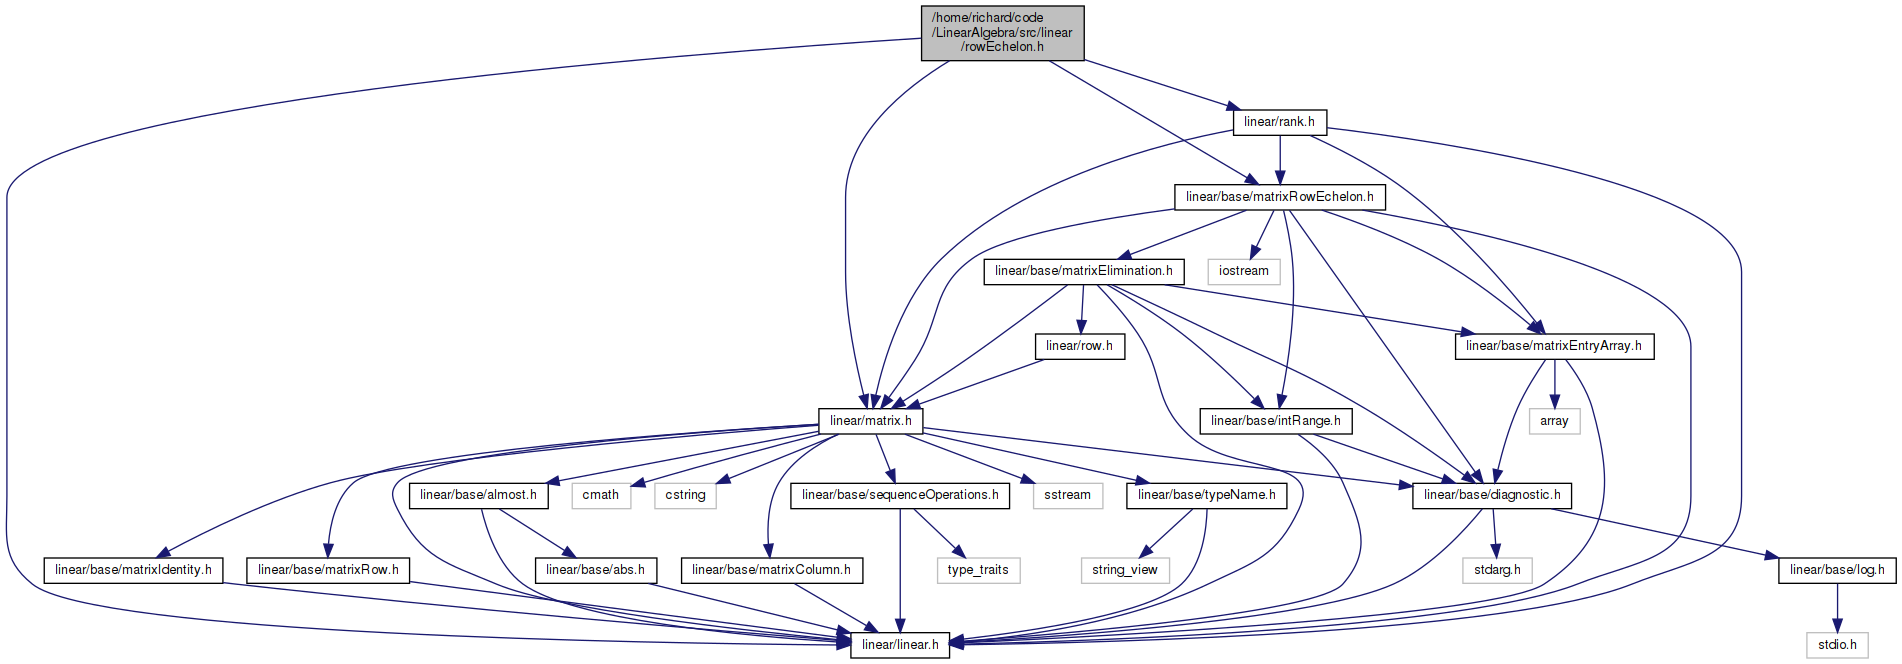 /home/richard/code
/LinearAlgebra/src/linear
/rowEchelon.h
linear/rank.h
linear/base/matrixRowEchelon.h
linear/base/matrixElimination.h
iostream
linear/row.h
linear/base/matrixEntryArray.h
linear/matrix.h
linear/base/intRange.h
array
linear/base/almost.h
cmath
cstring
linear/base/sequenceOperations.h
sstream
linear/base/typeName.h
linear/base/diagnostic.h
linear/base/matrixIdentity.h
linear/base/matrixRow.h
linear/base/abs.h
linear/base/matrixColumn.h
type_traits
string_view
stdarg.h
linear/base/log.h
linear/linear.h
stdio.h